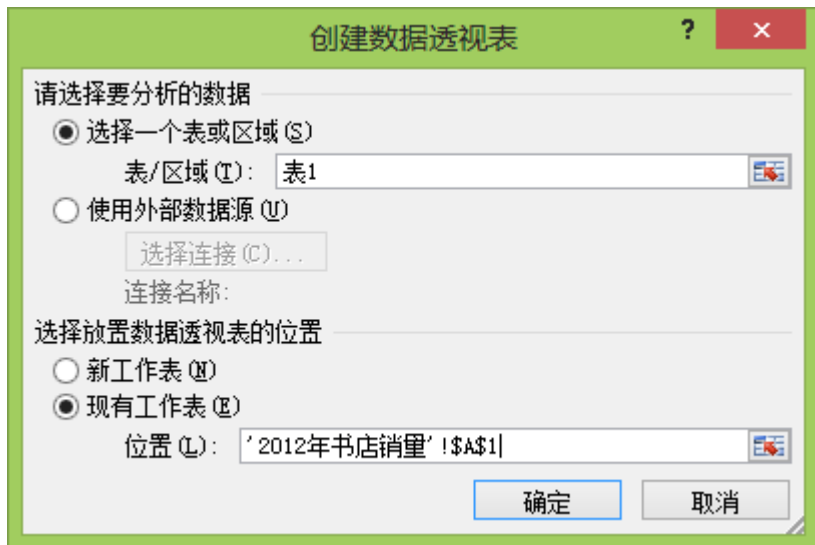 创建数据透视表
?
×
请选择要分析的数据
选择一个表或区域(S)
表/区域(T): 表1
使用外部数据源(U)
选择连接(C)...
连接名称:
选择放置数据透视表的位置
新工作表(N)
现有工作表(E)
位置(L): '2012年书店销量'!$A$1
确定 取消